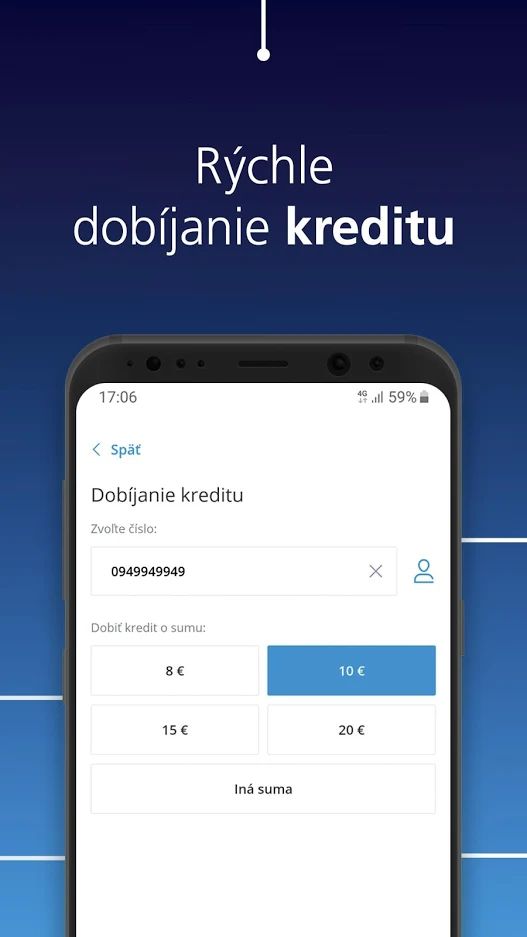 Rýchle
dobíjanie kreditu
17:06 4G 59%
Späť
Dobíjanie kreditu
Zvoľte číslo:
0949949949
Dobiť kredit o sumu:
8 € 10 €
15 € 20 €
Iná suma